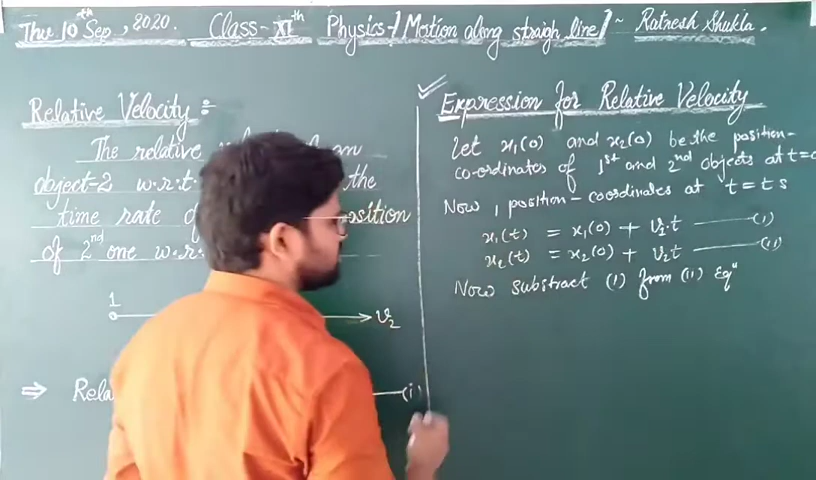 Thu 10th Sep, 2020. Class-XIth Physics-/Motion along straigh line/~ Ratnesh Shukla.
Relative Velocity :-
The relative
object-2 w.r.t. the
time rate of position
of 2nd one w.r.
1
v2
⇒ Rela (i)
✓ Expression for Relative Velocity
Let x1(0) and x2(0) be the position-
co-ordinates of 1st and 2nd objects at t=0
Now, position-coordinates at t=t s
x1(t) = x1(0) + v1.t (1)
x2(t) = x2(0) + v2t (11)
Now substract (1) from (11) Eqn